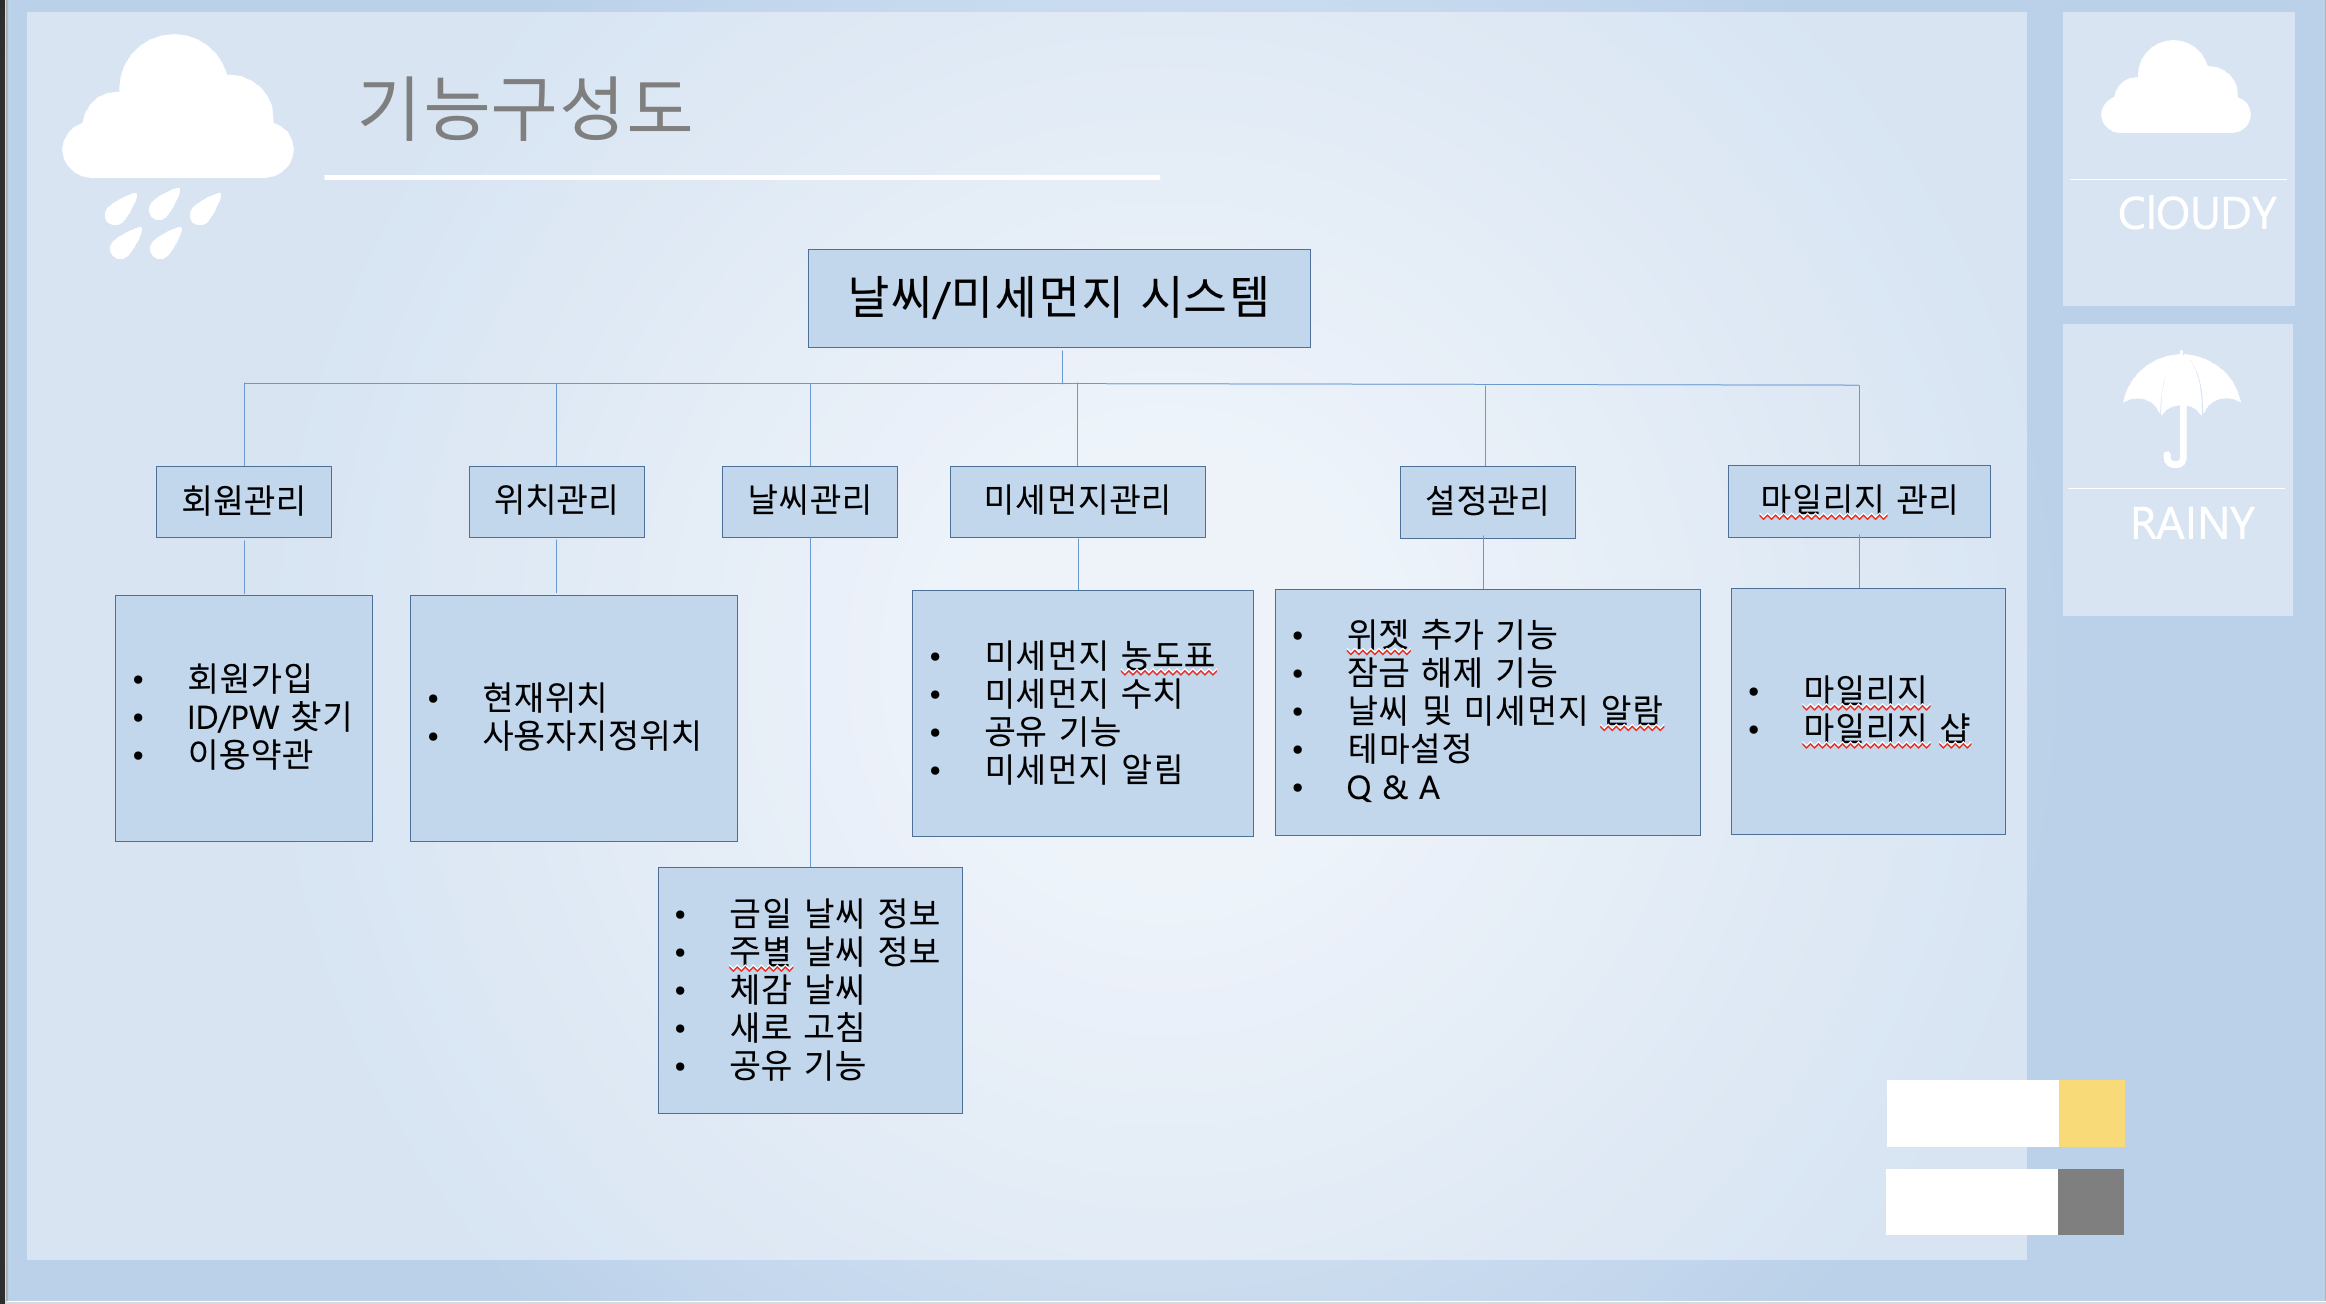 기능구성도
ClOUDY
RAINY
날씨/미세먼지 시스템
회원관리
위치관리
날씨관리
미세먼지관리
설정관리
마일리지 관리
• 회원가입
• ID/PW 찾기
• 이용약관
• 현재위치
• 사용자지정위치
• 미세먼지 농도표
• 미세먼지 수치
• 공유 기능
• 미세먼지 알림
• 위젯 추가 기능
• 잠금 해제 기능
• 날씨 및 미세먼지 알람
• 테마설정
• Q & A
• 마일리지
• 마일리지 샵
• 금일 날씨 정보
• 주별 날씨 정보
• 체감 날씨
• 새로 고침
• 공유 기능